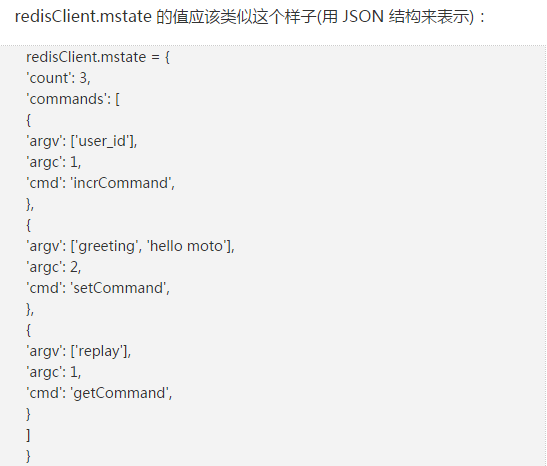 redisClient.mstate 的值应该类似这个样子(用 JSON 结构来表示) :
redisClient.mstate = {
'count': 3,
'commands': [
{
'argv': ['user_id'],
'argc': 1,
'cmd': 'incrCommand',
},
{
'argv': ['greeting', 'hello moto'],
'argc': 2,
'cmd': 'setCommand',
},
{
'argv': ['replay'],
'argc': 1,
'cmd': 'getCommand',
}
]
}